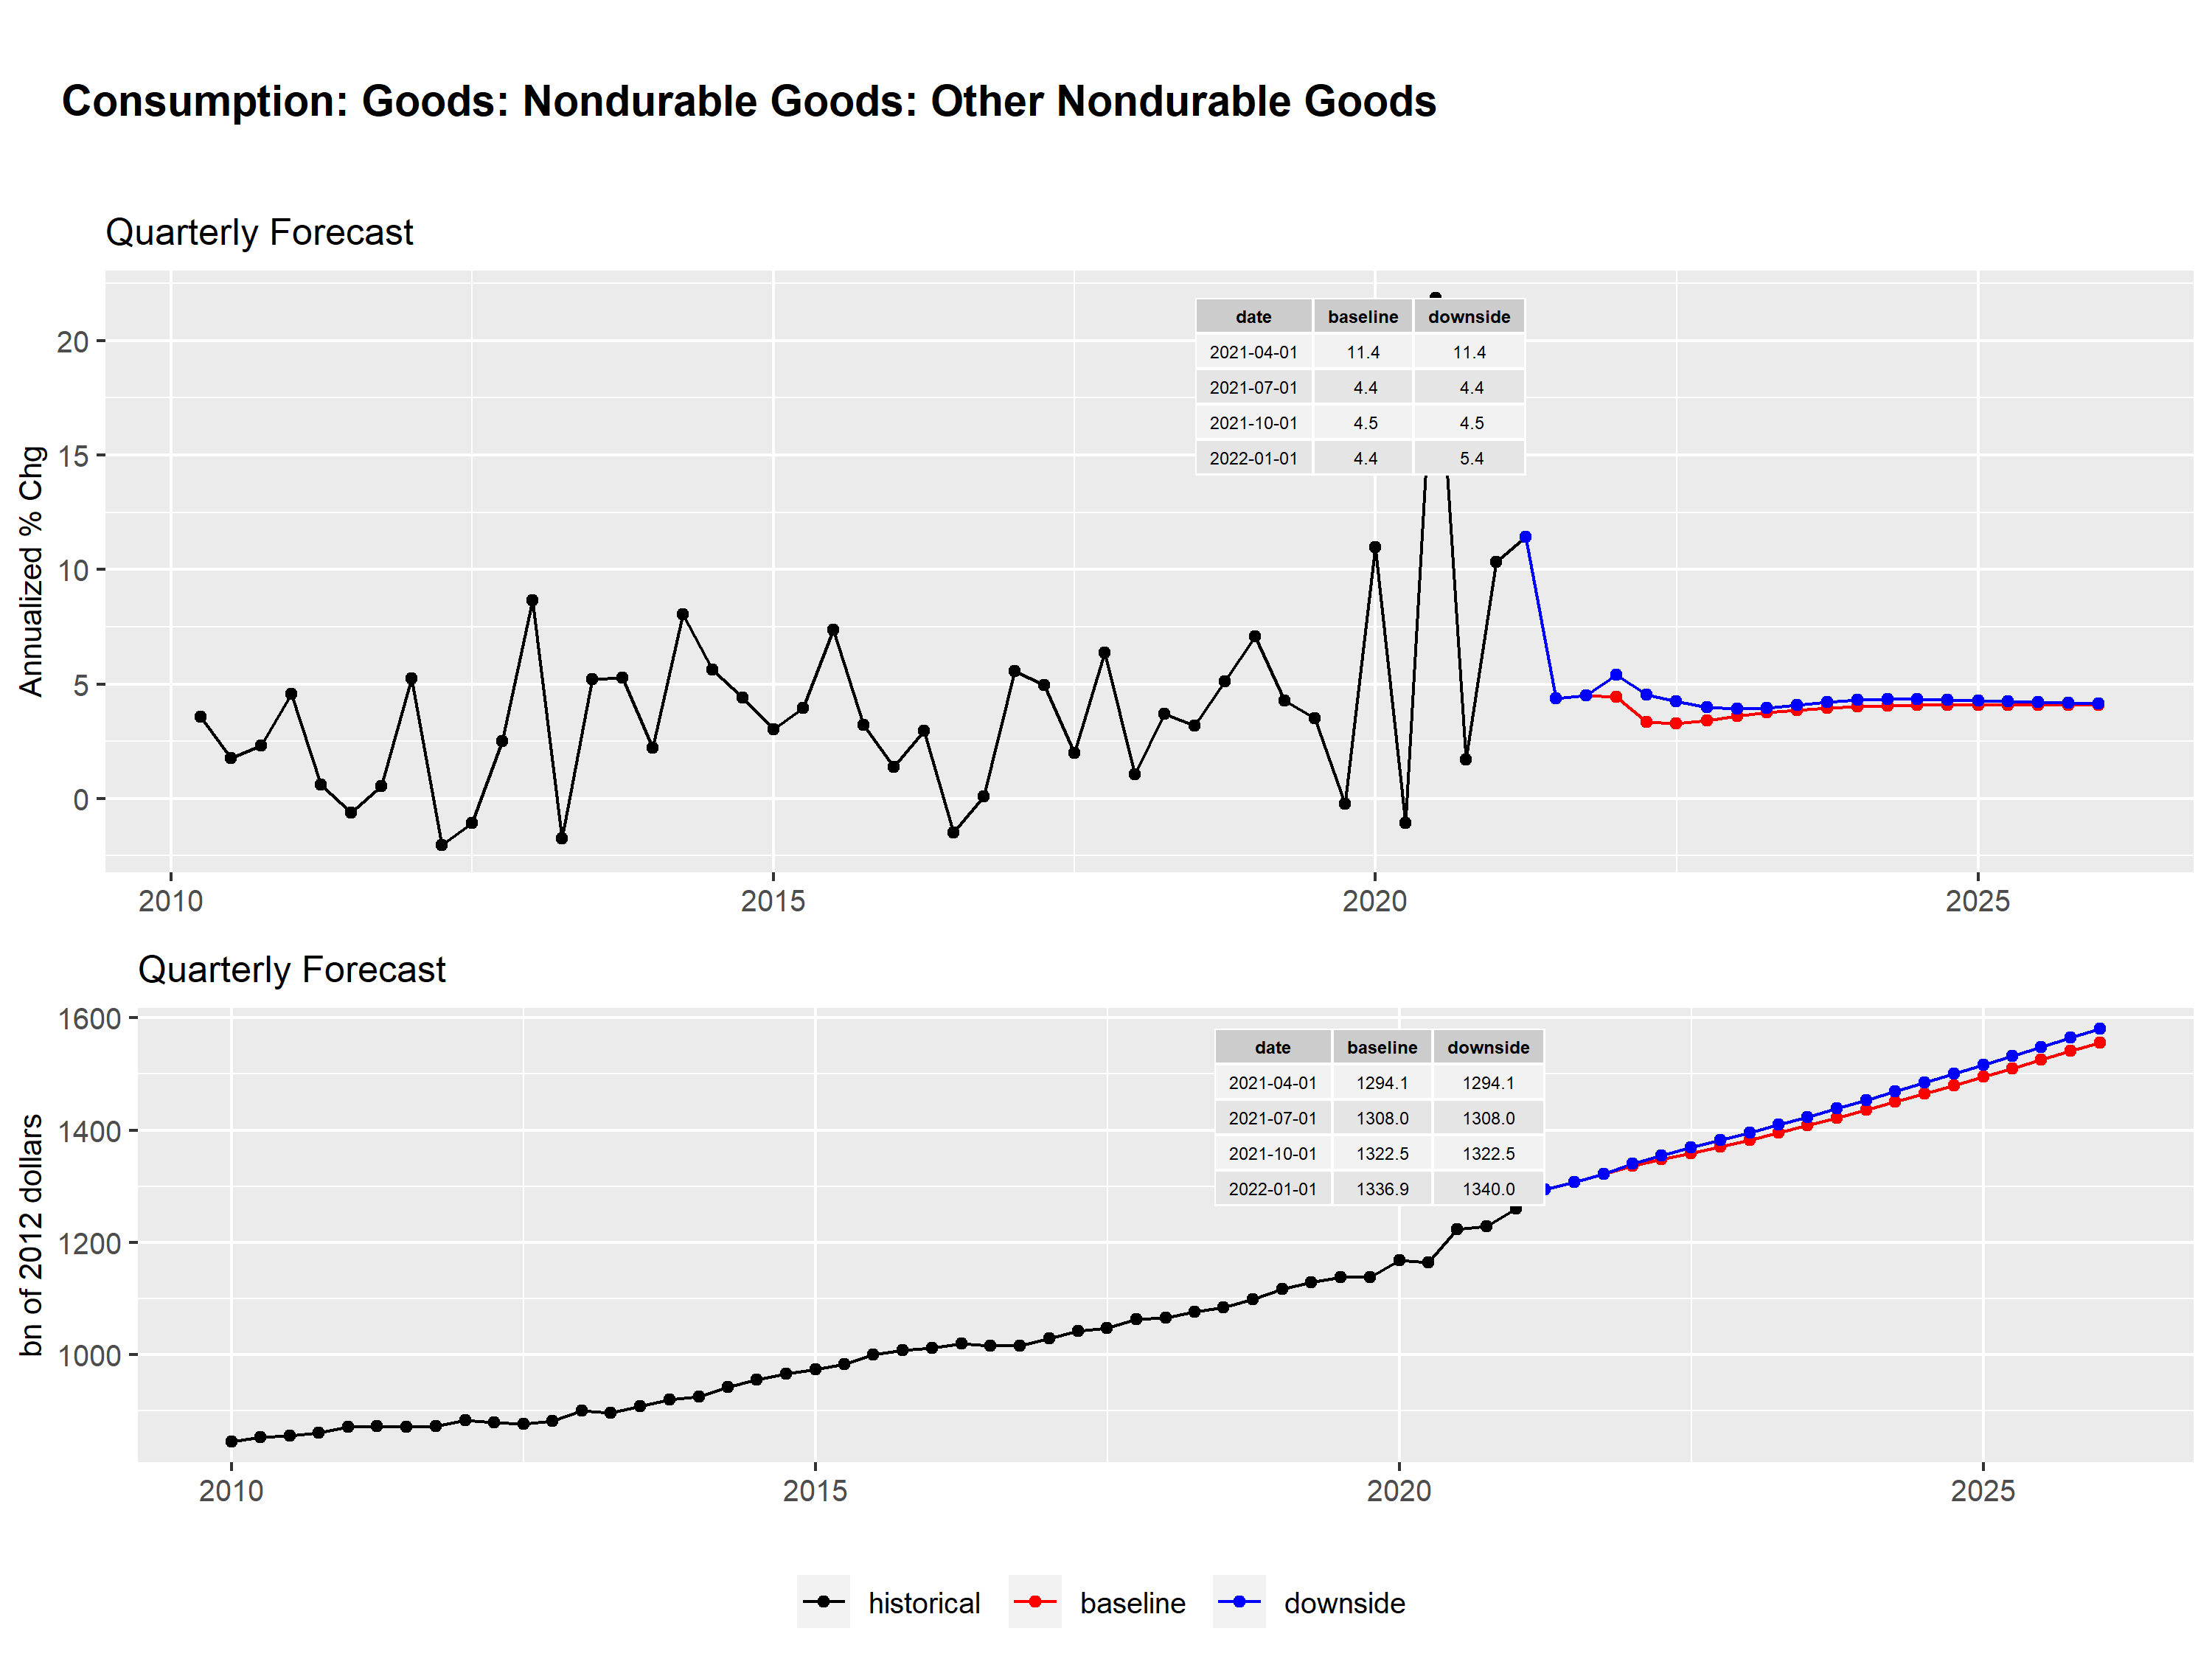 Consumption: Goods: Nondurable Goods: Other Nondurable Goods
Quarterly Forecast
Annualized % Chg
20
15
10
5
0
date baseline downside
2021-04-01 11.4 11.4
2021-07-01 4.4 4.4
2021-10-01 4.5 4.5
2022-01-01 4.4 5.4
2010 2015 2020 2025
Quarterly Forecast
bn of 2012 dollars
1600
1400
1200
1000
date baseline downside
2021-04-01 1294.1 1294.1
2021-07-01 1308.0 1308.0
2021-10-01 1322.5 1322.5
2022-01-01 1336.9 1340.0
2010 2015 2020 2025
historical baseline downside